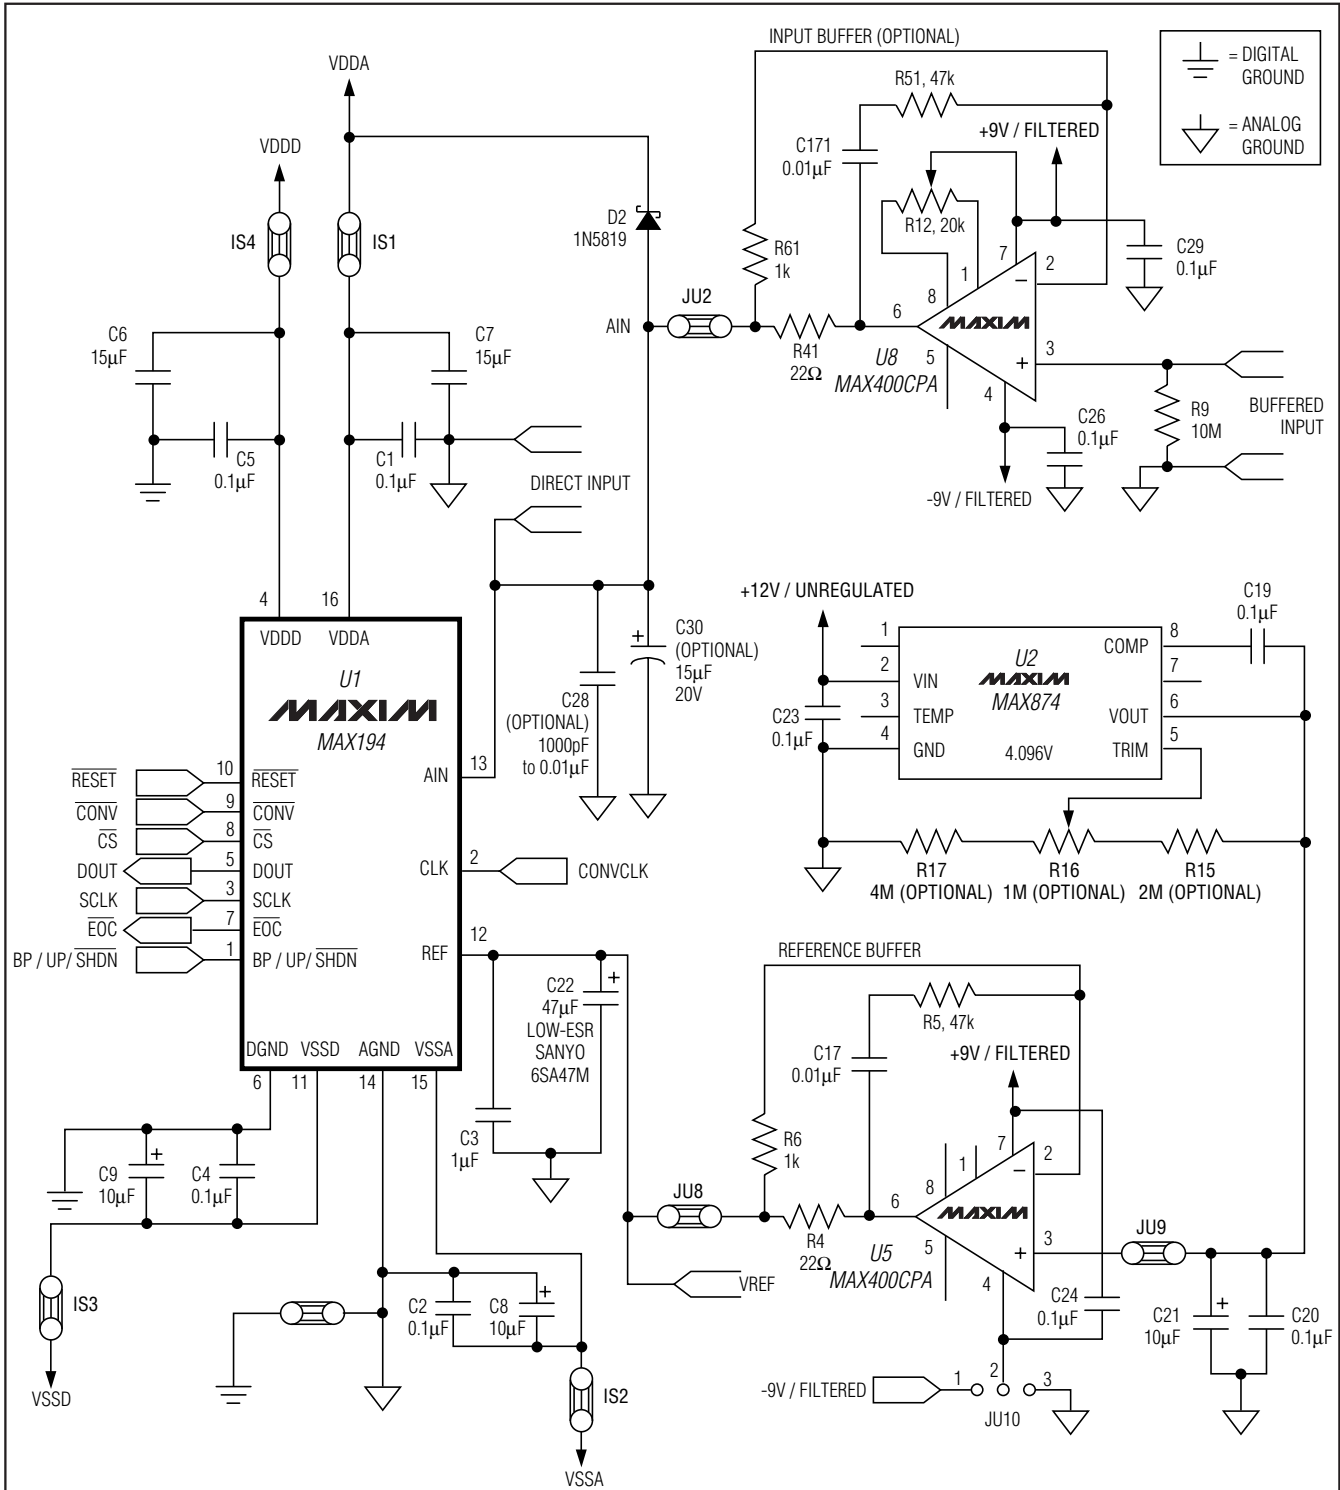 INPUT BUFFER (OPTIONAL)
= DIGITAL
GROUND
= ANALOG
GROUND
VDDA
VDDD
R51, 47k
+9V / FILTERED
C171
0.01µF
IS4
IS1
D2
1N5819
R61
1k
R12, 20k
C29
0.1µF
7
2
1
8
JU2
AIN
6
MAXIM
C6
15µF
C7
15µF
R41
22Ω
U8
MAX400CPA
5
3
4
+
−
BUFFERED
INPUT
R9
10M
C26
0.1µF
-9V / FILTERED
C5
0.1µF
C1
0.1µF
DIRECT INPUT
4
16
VDDD
VDDA
U1
MAXIM
MAX194
+
C30
(OPTIONAL)
15µF
20V
C28
(OPTIONAL)
1000pF
to 0.01µF
+12V / UNREGULATED
C19
0.1µF
1
2
3
4
VIN
TEMP
GND
U2
MAXIM
MAX874
4.096V
COMP
VOUT
TRIM
8
7
6
5
C23
0.1µF
R17
4M (OPTIONAL)
R16
1M (OPTIONAL)
R15
2M (OPTIONAL)
AIN
13
RESET
10
RESET
CONV
9
CONV
CS
8
CS
DOUT
5
DOUT
SCLK
3
SCLK
EOC
7
EOC
BP / UP/ SHDN
1
BP / UP/ SHDN
CLK
2
CONVCLK
REF
12
DGND
VSSD
AGND
VSSA
6
11
14
15
C22
47µF
LOW-ESR
SANYO
6SA47M
+
C3
1µF
REFERENCE BUFFER
R5, 47k
C17
0.01µF
+9V / FILTERED
R6
1k
7
2
1
8
−
JU8
6
MAXIM
R4
22Ω
U5
MAX400CPA
5
3
4
+
JU9
VREF
C24
0.1µF
C21
10µF
+
C20
0.1µF
-9V / FILTERED
1
2
3
JU10
C9
10µF
+
C4
0.1µF
IS3
VSSD
C2
0.1µF
C8
10µF
+
IS2
VSSA